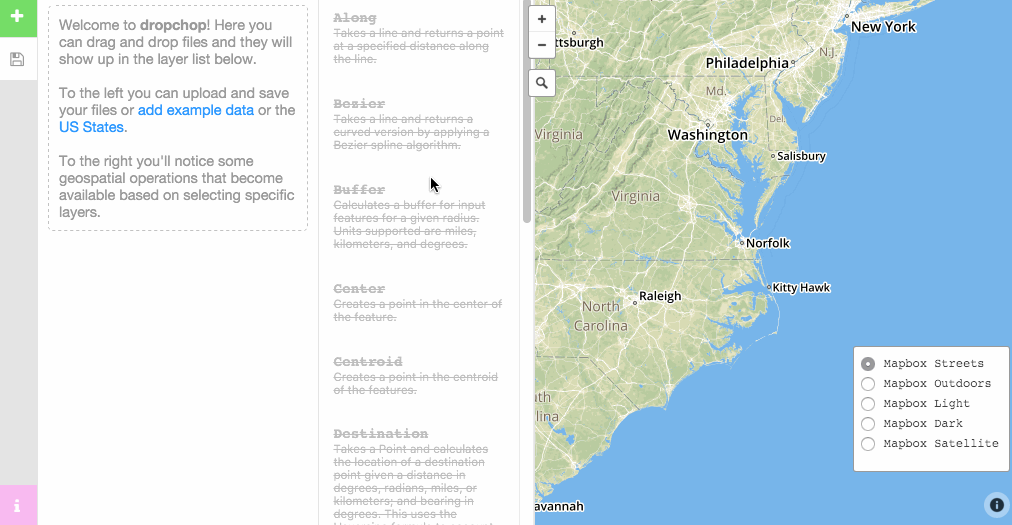 Welcome to dropchop! Here you
can drag and drop files and they will
show up in the layer list below.
To the left you can upload and save
your files or add example data or the
US States.
To the right you'll notice some
geospatial operations that become
available based on selecting specific
layers.
Along
Takes a line and returns a point
at a specified distance along
the line.
Bezier
Takes a line and returns a
curved version by applying a
Bezier spline algorithm.
Buffer
Calculates a buffer for input
features for a given radius.
Units supported are miles,
kilometers, and degrees.
Center
Creates a point in the center of
the feature.
Centroid
Creates a point in the centroid
of the features.
Destination
Takes a Point and calculates
the location of a destination
point given a distance in
degrees, radians, miles, or
kilometers; and bearing in
degrees. This uses the
+
−
ttsburgh
New York
Philadelphia
N.J.
Md.
Virginia
Washington
Del.
Salisbury
Virginia
Norfolk
Kitty Hawk
Raleigh
North
Carolina
th
lina
avannah
Mapbox Streets
Mapbox Outdoors
Mapbox Light
Mapbox Dark
Mapbox Satellite